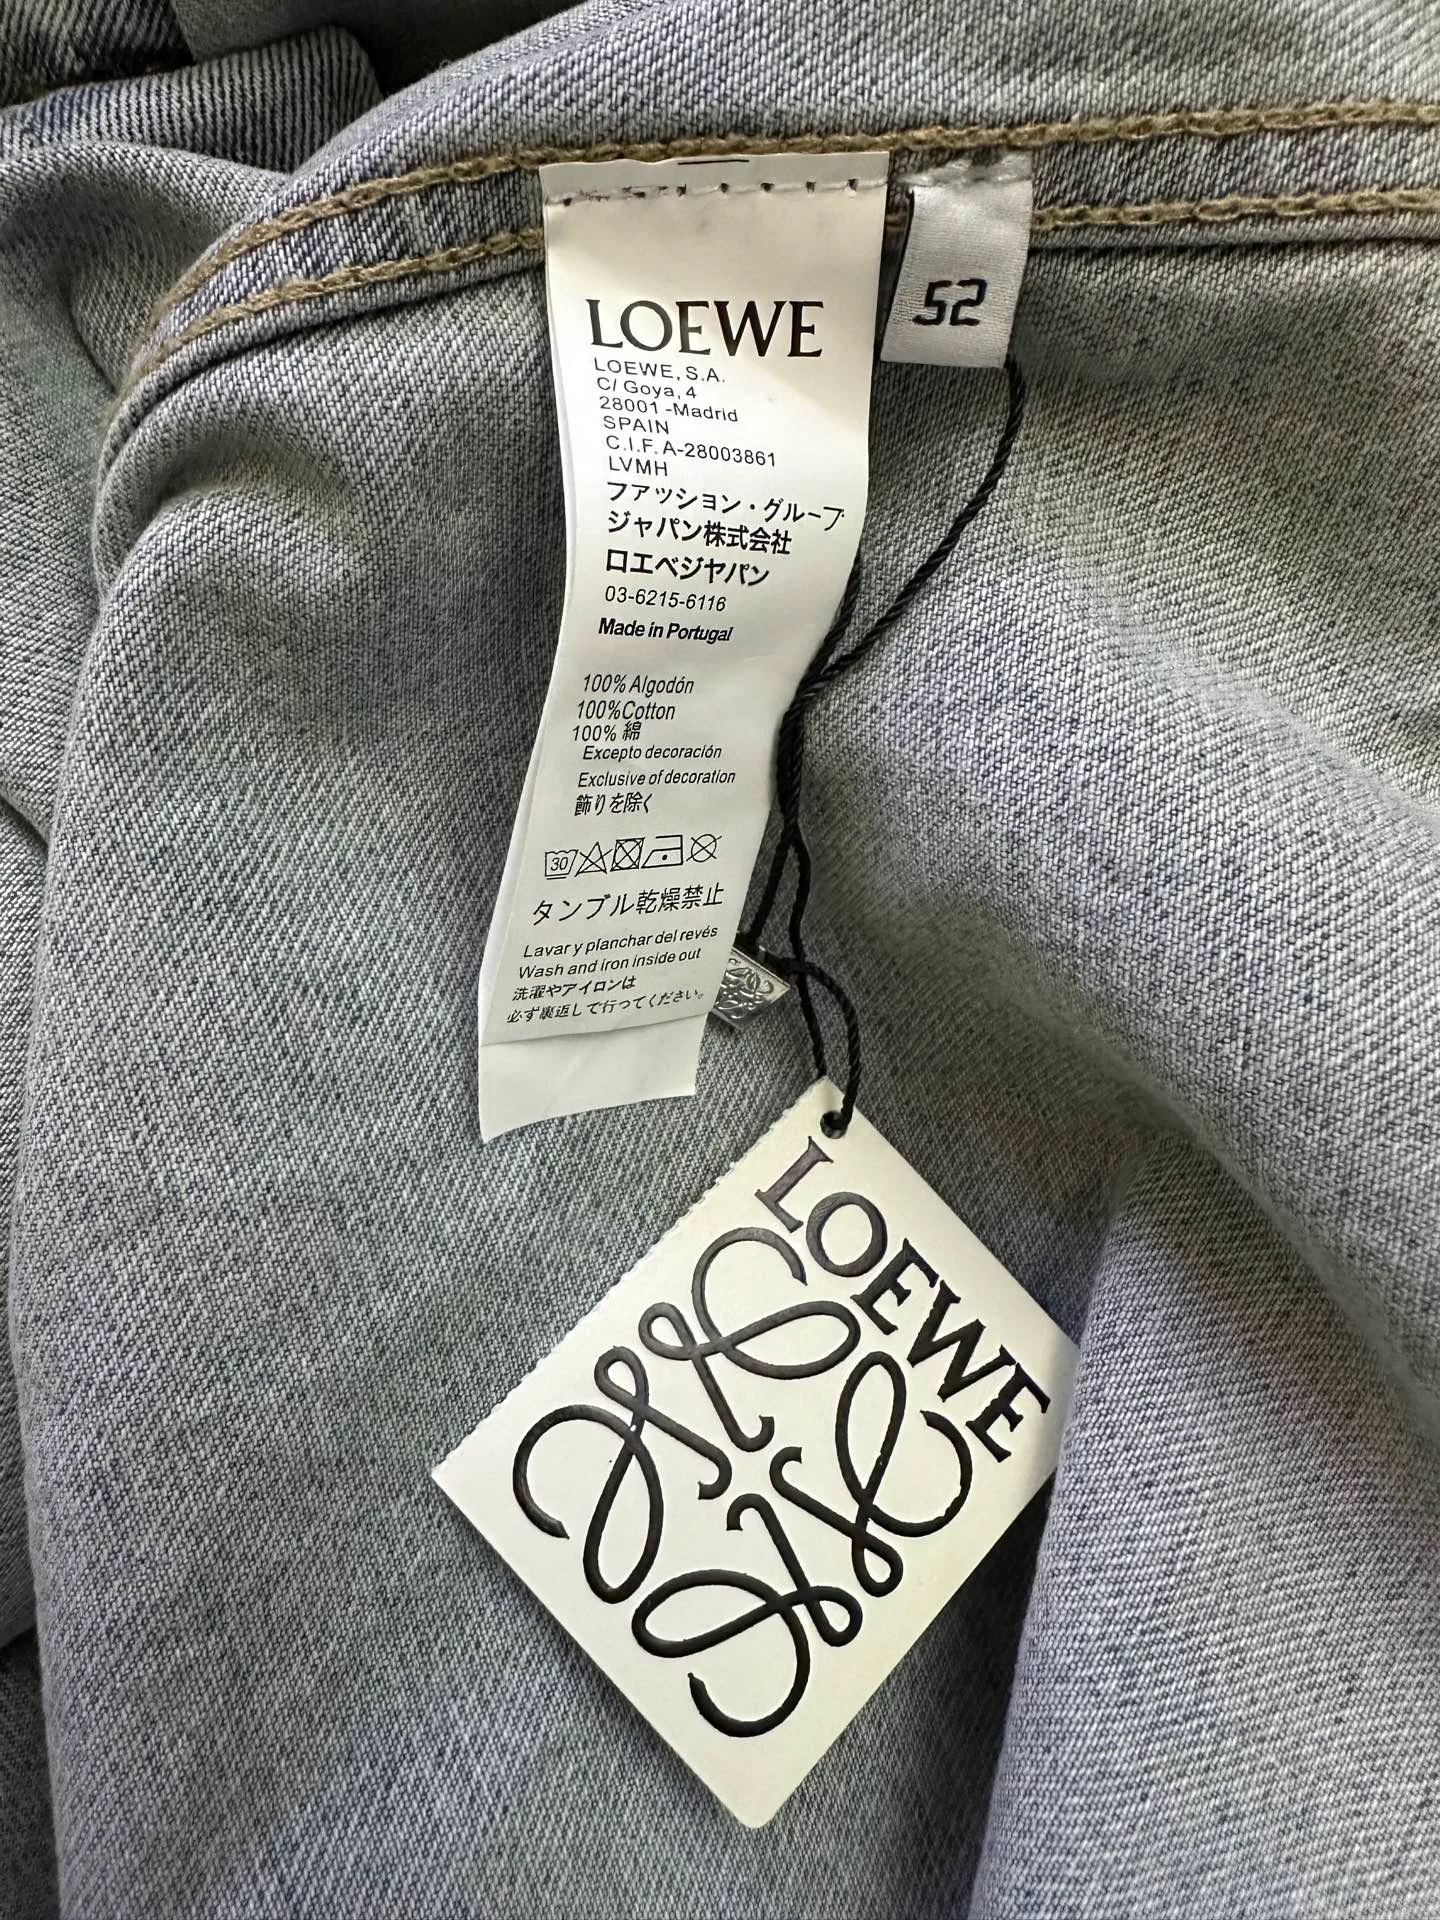 LOEWE
LOEWE, S.A.
C/ Goya, 4
28001 -Madrid
SPAIN
C.I.F. A-28003861
LVMH
ファッション・グループ
ジャパン株式会社
ロエベジャパン
03-6215-6116
Made in Portugal
100% Algodón
100%Cotton
100% 綿
Excepto decoración
Exclusive of decoration
飾りを除く
30
タンブル乾燥禁止
Lavar y planchar del revés
Wash and iron inside out
洗濯やアイロンは
必ず裏返しで行つてください。
52
LOEWE